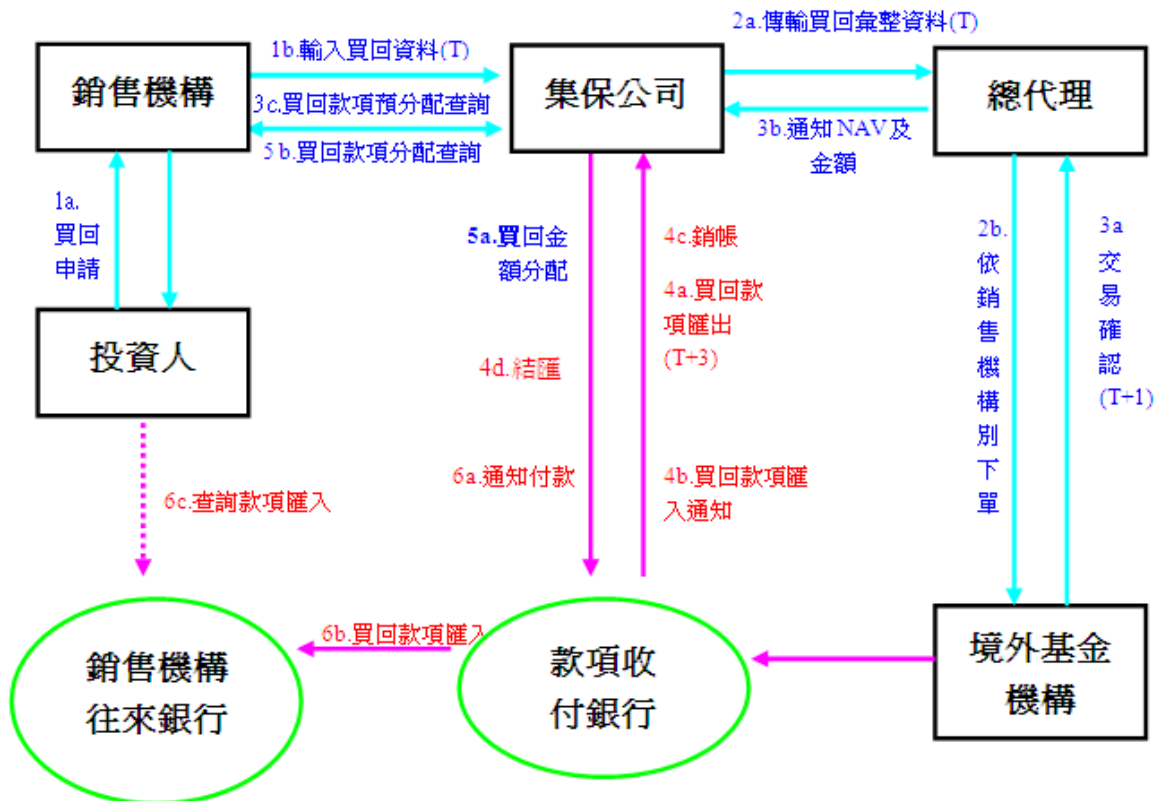 2a.傳輸買回彙整資料(T)
1b.輸入買回資料(T)
銷售機構
集保公司
總代理
3c.買回款項預分配查詢
5b.買回款項分配查詢
3b.通知 NAV及
金額
1a.
買回
申請
5a.買回金
額分配
4c.銷帳
4a.買回款
項匯出
(T+3)
2b.
依
銷
售
機
構
別
下
單
3a
交
易
確
認
(T+1)
投資人
4d.結匯
6a.通知付款
4b.買回款項匯
入通知
6c.查詢款項匯入
6b.買回款項匯入
銷售機構
往來銀行
款項收
付銀行
境外基金
機構